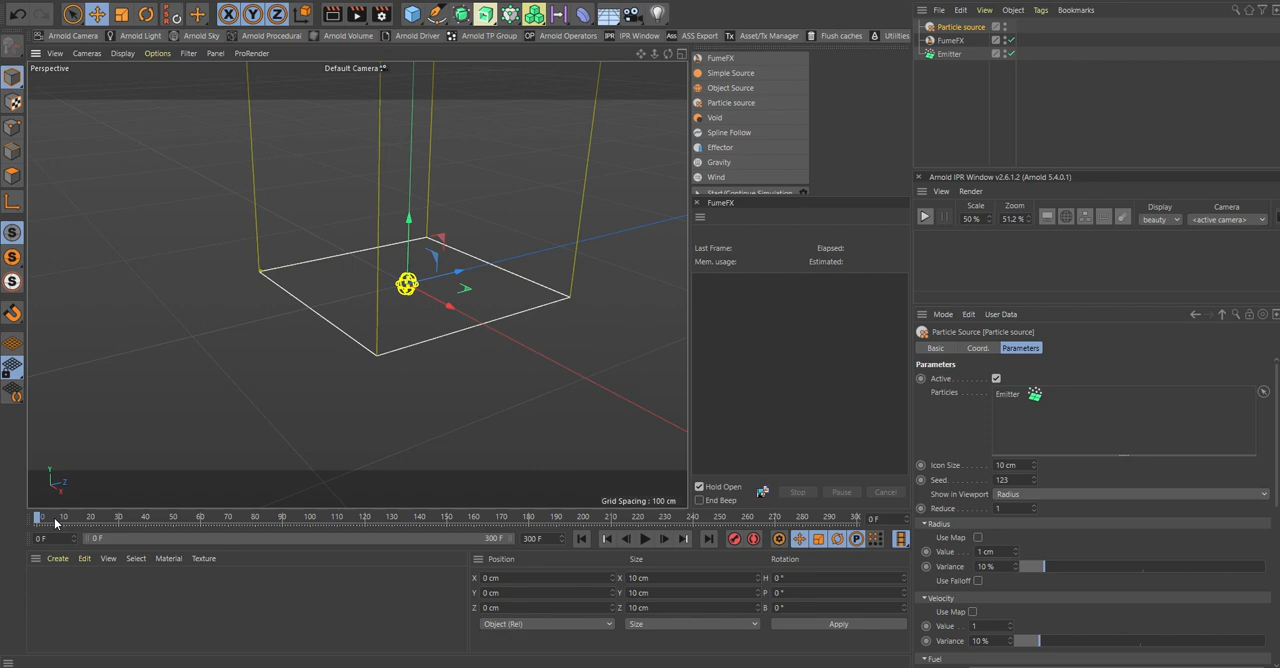 File Edit View Object Tags Bookmarks
Arnold Camera Arnold Light Arnold Sky Arnold Procedural Arnold Volume Arnold Driver Arnold TP Group OP Arnold Operators IPR IPR Window Ass ASS Export Tx Asset/Tx Manager Flush caches Utilities
View Cameras Display Options Filter Panel ProRender
Perspective
Default Camera
Grid Spacing : 100 cm
Y
Z
X
FumeFX
Simple Source
Object Source
Particle source
Void
Spline Follow
Effector
Gravity
Wind
Start/Continue Simulation
FumeFX
Last Frame: Elapsed:
Mem. usage: Estimated:
Hold Open
End Beep
Stop Pause Cancel
Particle source
FumeFX
Emitter
Arnold IPR Window v2.6.1.2 (Arnold 5.4.0.1)
View Render
Scale Zoom Display Camera
50 % 51.2 % beauty <active camera>
Mode Edit User Data
Particle Source [Particle source]
Basic Coord. Parameters
Parameters
Active
Particles Emitter
Icon Size 10 cm
Seed 123
Show in Viewport Radius
Reduce 1
Radius
Use Map
Value 1 cm
Variance 10 %
Use Falloff
Velocity
Use Map
Value 1
Variance 10 %
Fuel
0 10 20 30 40 50 60 70 80 90 100 110 120 130 140 150 160 170 180 190 200 210 220 230 240 250 260 270 280 290 300 0 F
0 F 0 F 300 F 300 F
Create Edit View Select Material Texture
Position Size Rotation
X 0 cm X 10 cm H 0 °
Y 0 cm Y 10 cm P 0 °
Z 0 cm Z 10 cm B 0 °
Object (Rel) Size Apply